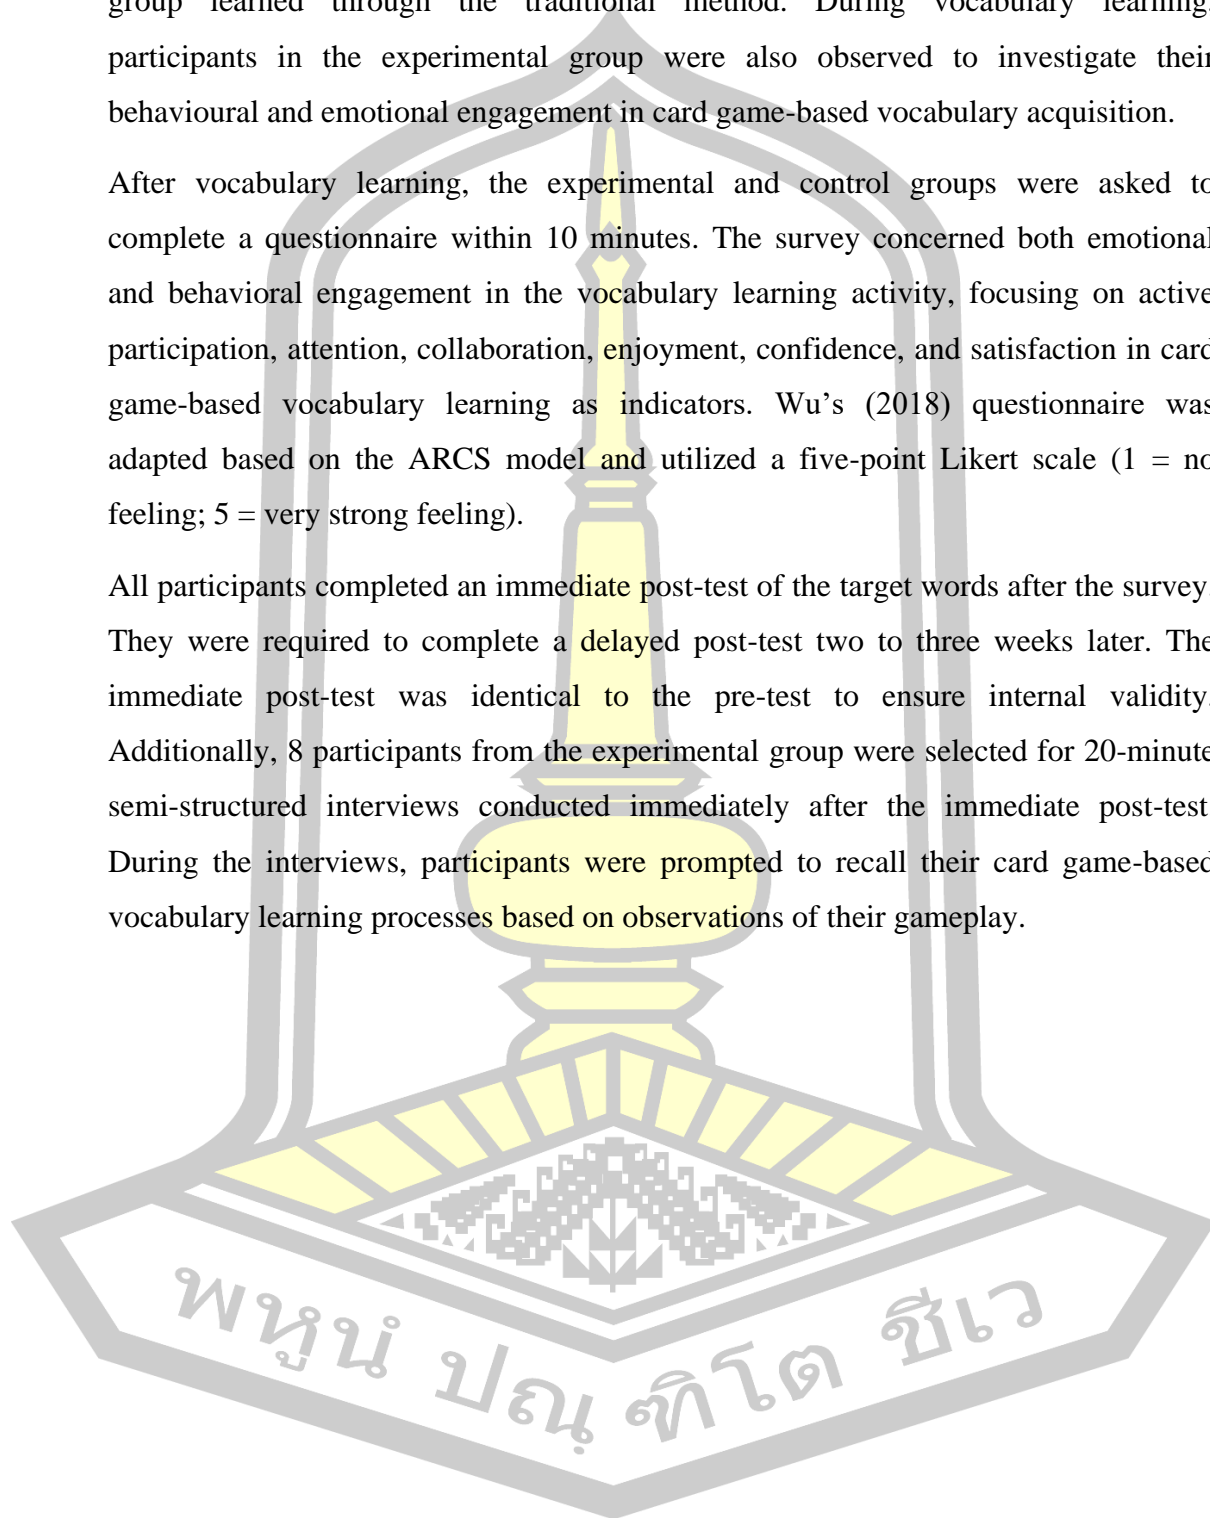 group learned through the traditional method. During vocabulary learning,
participants in the experimental group were also observed to investigate their
behavioural and emotional engagement in card game-based vocabulary acquisition.
After vocabulary learning, the experimental and control groups were asked to
complete a questionnaire within 10 minutes. The survey concerned both emotional
and behavioral engagement in the vocabulary learning activity, focusing on active
participation, attention, collaboration, enjoyment, confidence, and satisfaction in card
game-based vocabulary learning as indicators. Wu’s (2018) questionnaire was
adapted based on the ARCS model and utilized a five-point Likert scale (1 = no
feeling; 5 = very strong feeling).
All participants completed an immediate post-test of the target words after the survey.
They were required to complete a delayed post-test two to three weeks later. The
immediate post-test was identical to the pre-test to ensure internal validity.
Additionally, 8 participants from the experimental group were selected for 20-minute
semi-structured interviews conducted immediately after the immediate post-test.
During the interviews, participants were prompted to recall their card game-based
vocabulary learning processes based on observations of their gameplay.
พหูนํ ปณฺ ฑิโต ชีเว